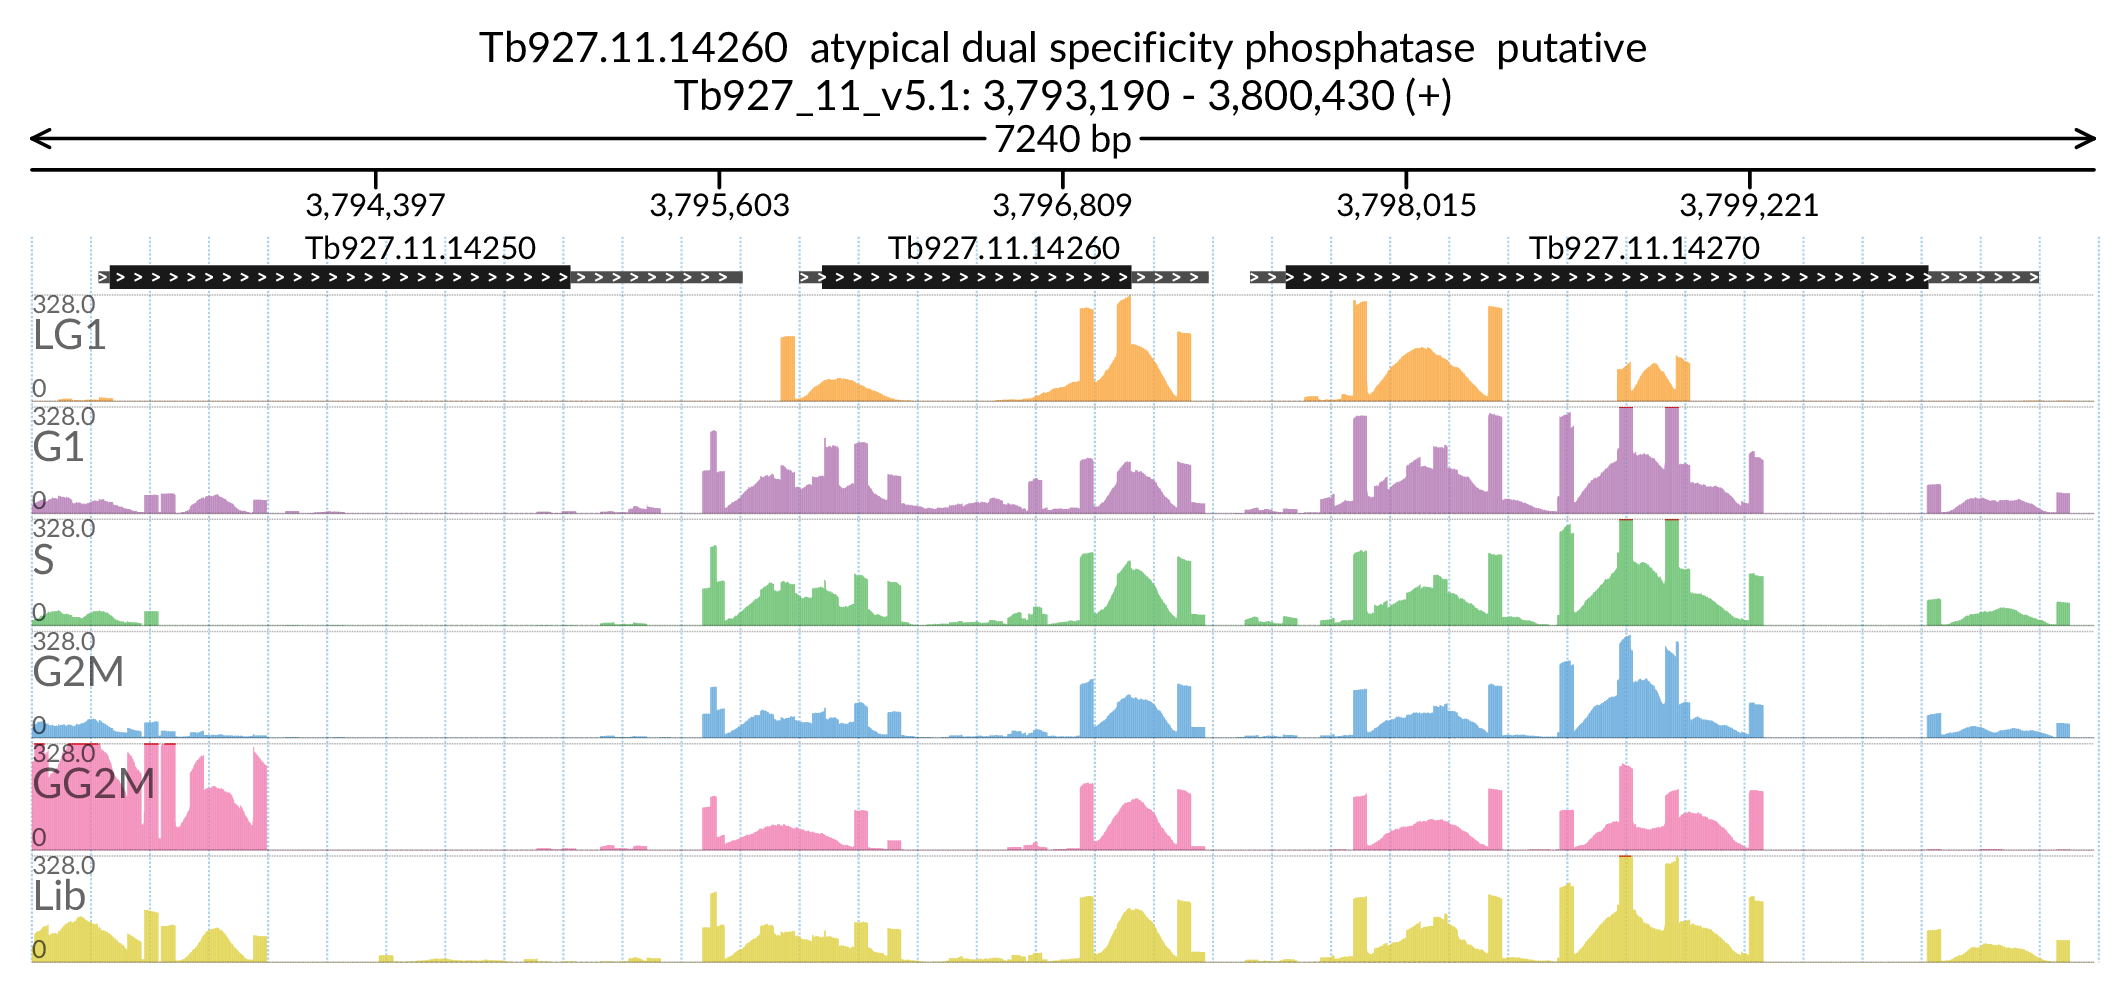 Tb927.11.14260  atypical dual specificity phosphatase  putative
Tb927_11_v5.1: 3,793,190 - 3,800,430 (+)
7240 bp
3,794,397 3,795,603 3,796,809 3,798,015 3,799,221
Tb927.11.14250 Tb927.11.14260 Tb927.11.14270
328.0
LG1
0
328.0
G1
0
328.0
S
0
328.0
G2M
0
328.0
GG2M
0
328.0
Lib
0